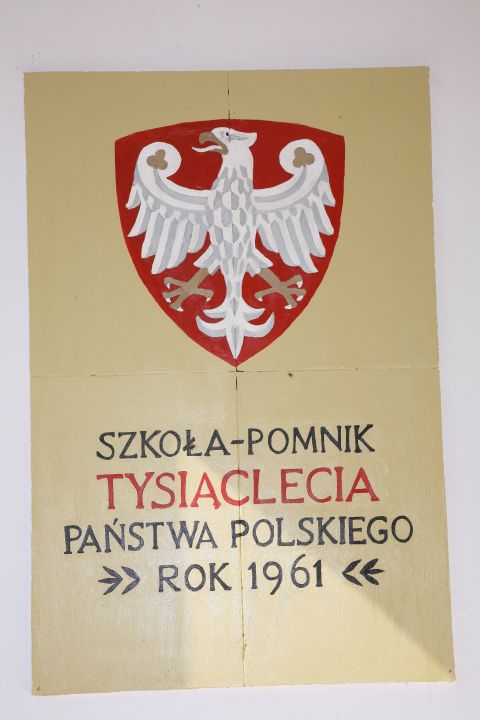 SZKOŁA-POMNIK
TYSIĄCLECIA
PAŃSTWA POLSKIEGO
ROK 1961